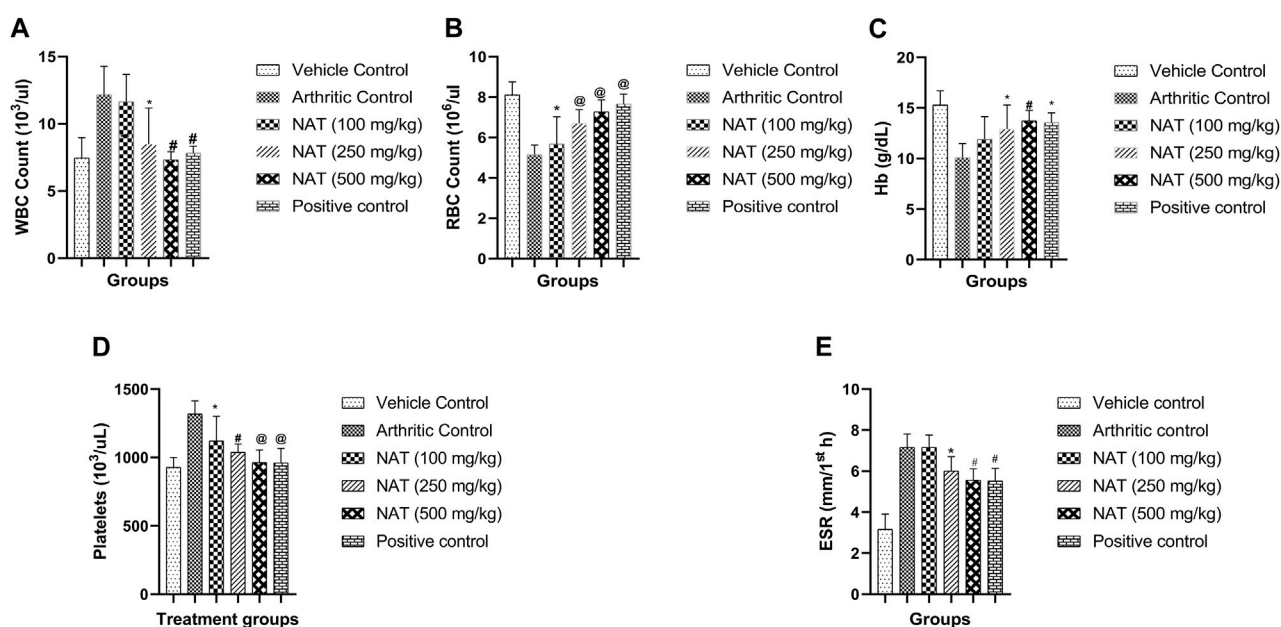 A
WBC Count (10³/ul)
15
10
5
0
*
#
#
Groups
Vehicle Control
Arthritic Control
NAT (100 mg/kg)
NAT (250 mg/kg)
NAT (500 mg/kg)
Positive control
B
RBC Count (10⁶/ul
10
8
6
4
2
0
*
@
@
@
Groups
Vehicle Control
Arthritic Control
NAT (100 mg/kg)
NAT (250 mg/kg)
NAT (500 mg/kg)
Positive control
C
Hb (g/dL)
20
15
10
5
0
*
#
*
Groups
Vehicle Control
Arthritic Control
NAT (100 mg/kg)
NAT (250 mg/kg)
NAT (500 mg/kg)
Positive control
D
Platelets (10³/uL)
1500
1000
500
0
*
#
@
@
Treatment groups
Vehicle Control
Arthritic Control
NAT (100 mg/kg)
NAT (250 mg/kg)
NAT (500 mg/kg)
Positive control
E
ESR (mm/1ˢᵗ h)
10
8
6
4
2
0
*
#
#
Groups
Vehicle control
Arthritic control
NAT (100 mg/kg)
NAT (250 mg/kg)
NAT (500 mg/kg)
Positive control